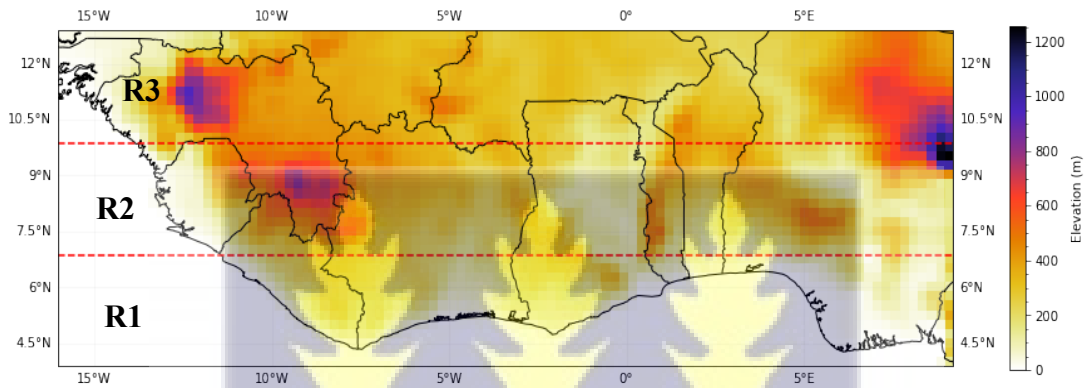 15°W 10°W 5°W 0° 5°E
12°N 12°N
R3
10.5°N 10.5°N
9°N 9°N
R2
7.5°N 7.5°N
6°N 6°N
R1
4.5°N 4.5°N
15°W 10°W 5°W 0° 5°E
1200
1000
800
600
400
200
0
Elevation (m)